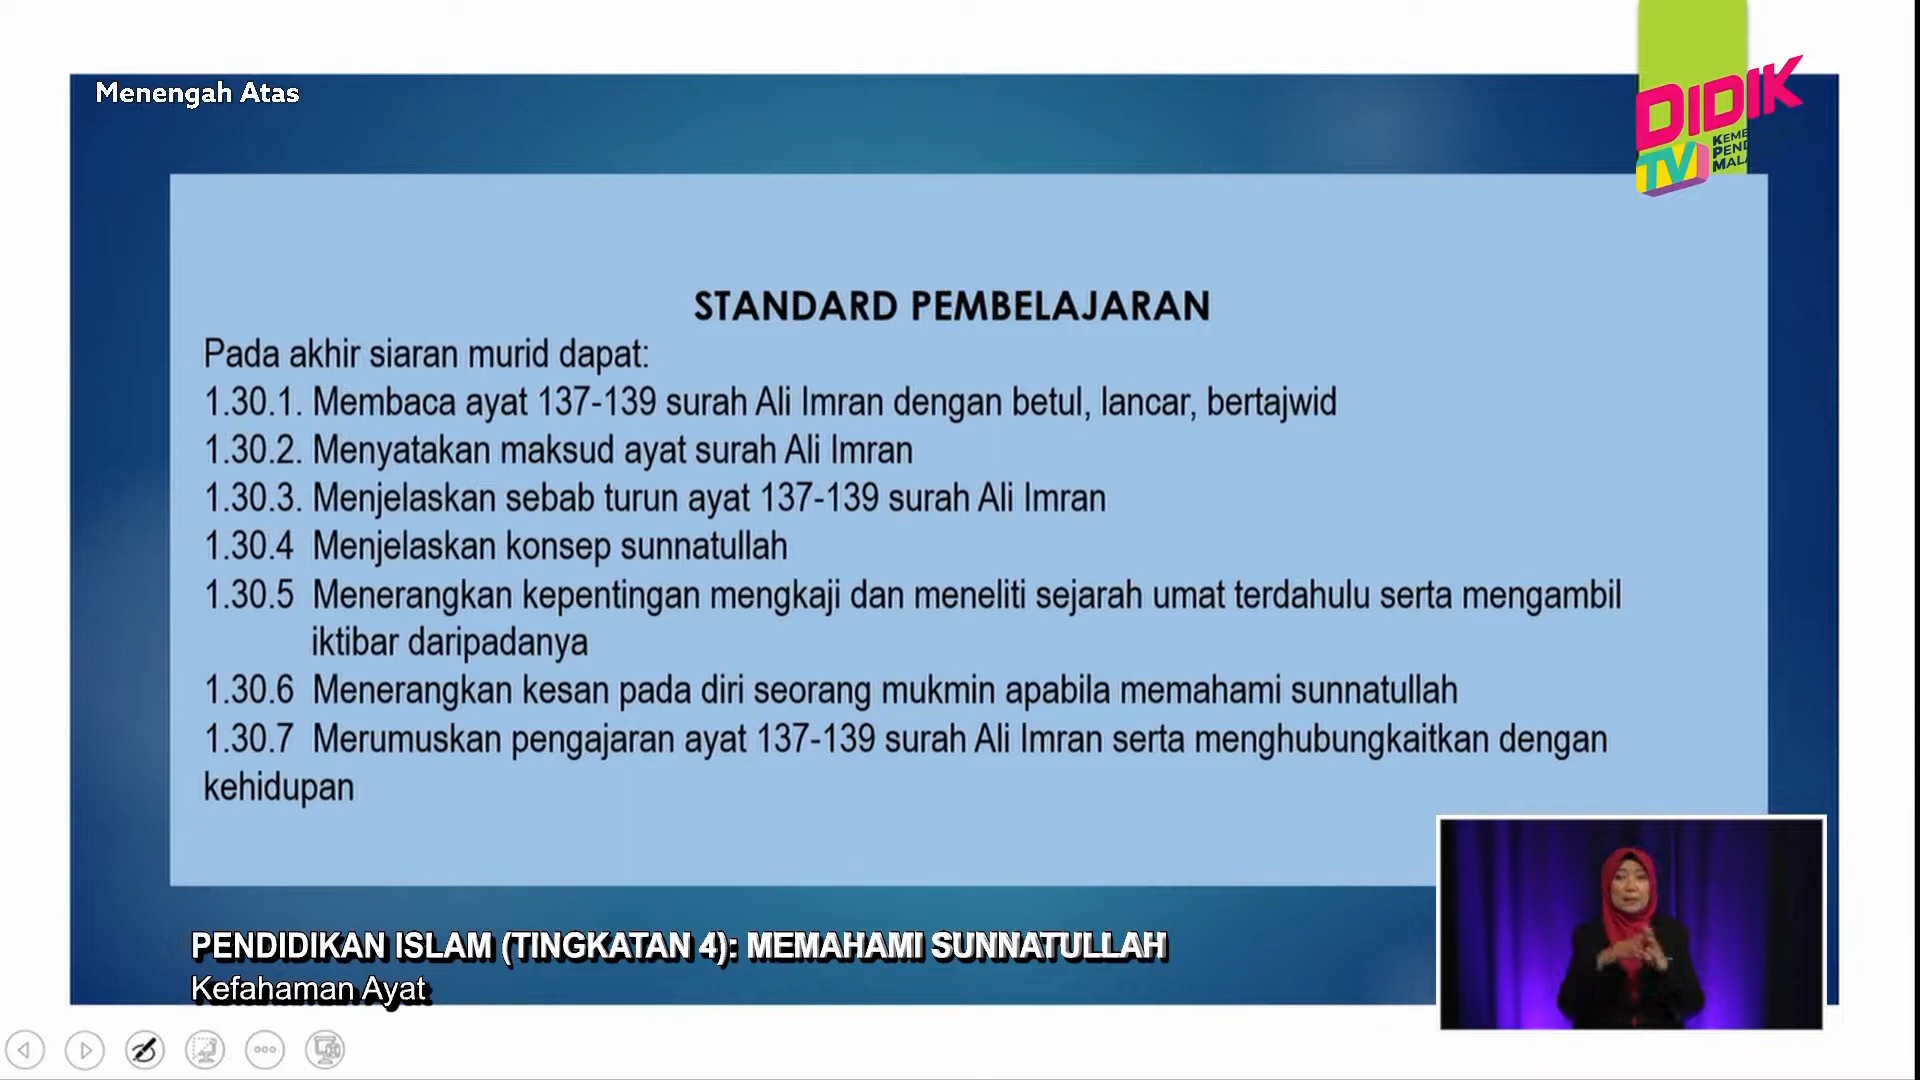 Menengah Atas
DIDIK
TV
KEME
PEND
MALA
STANDARD PEMBELAJARAN
Pada akhir siaran murid dapat:
1.30.1. Membaca ayat 137-139 surah Ali Imran dengan betul, lancar, bertajwid
1.30.2. Menyatakan maksud ayat surah Ali Imran
1.30.3. Menjelaskan sebab turun ayat 137-139 surah Ali Imran
1.30.4 Menjelaskan konsep sunnatullah
1.30.5 Menerangkan kepentingan mengkaji dan meneliti sejarah umat terdahulu serta mengambil
iktibar daripadanya
1.30.6 Menerangkan kesan pada diri seorang mukmin apabila memahami sunnatullah
1.30.7 Merumuskan pengajaran ayat 137-139 surah Ali Imran serta menghubungkaitkan dengan
kehidupan
PENDIDIKAN ISLAM (TINGKATAN 4): MEMAHAMI SUNNATULLAH
Kefahaman Ayat